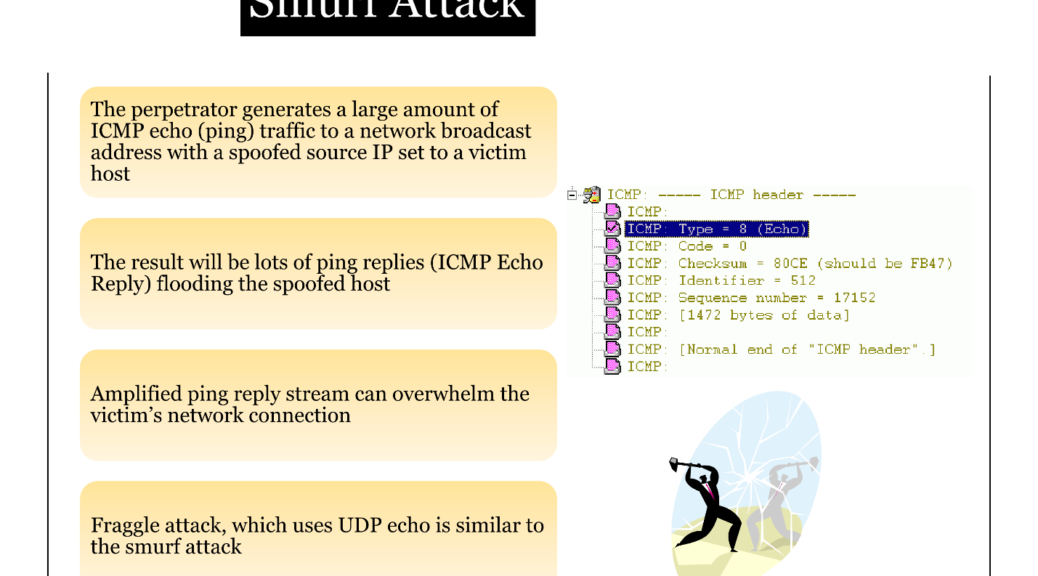 Smurf Attack
The perpetrator generates a large amount of
ICMP echo (ping) traffic to a network broadcast
address with a spoofed source IP set to a victim
host
The result will be lots of ping replies (ICMP Echo
Reply) flooding the spoofed host
Amplified ping reply stream can overwhelm the
victim's network connection
Fraggle attack, which uses UDP echo is similar to
the smurf attack
ICMP: ----- ICMP header -----
ICMP:
ICMP: Type = 8 (Echo)
ICMP: Code = 0
ICMP: Checksum = 80CE (should be FB47)
ICMP: Identifier = 512
ICMP: Sequence number = 17152
ICMP: [1472 bytes of data]
ICMP:
ICMP: [Normal end of "ICMP header".]
ICMP: